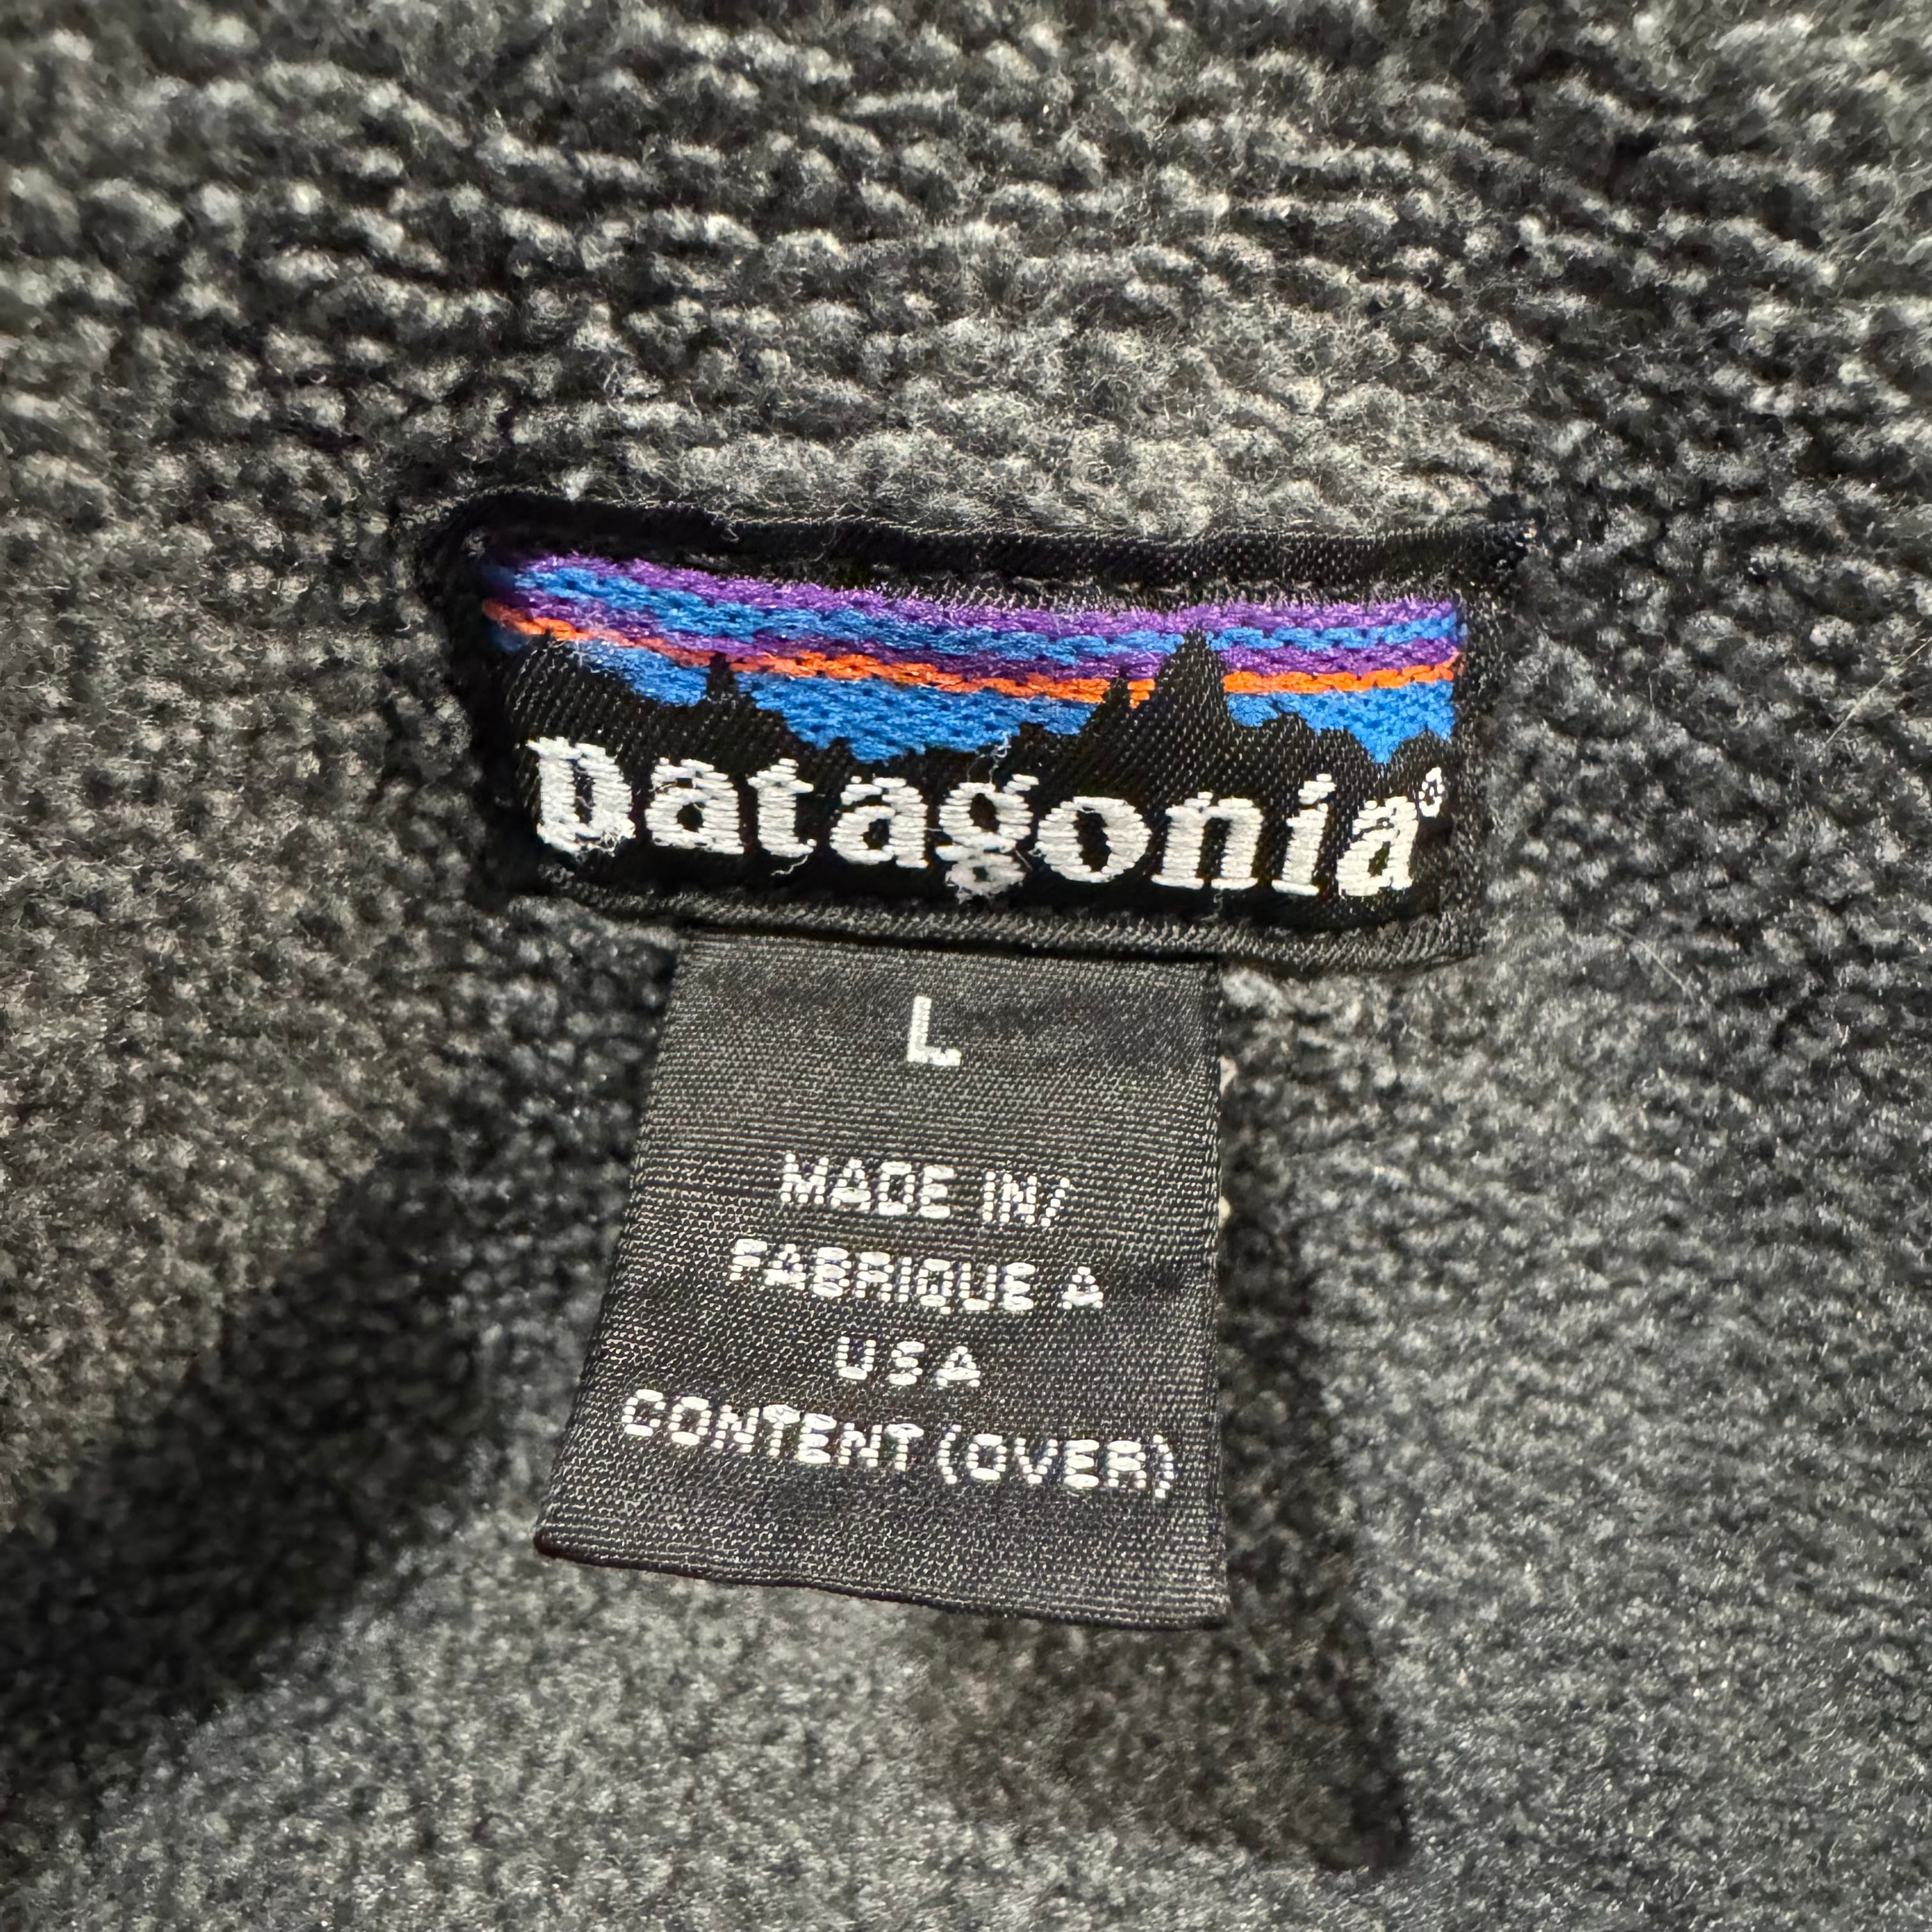 Patagonia®
L
MADE IN/
FABRIQUE A
USA
CONTENT (OVER)